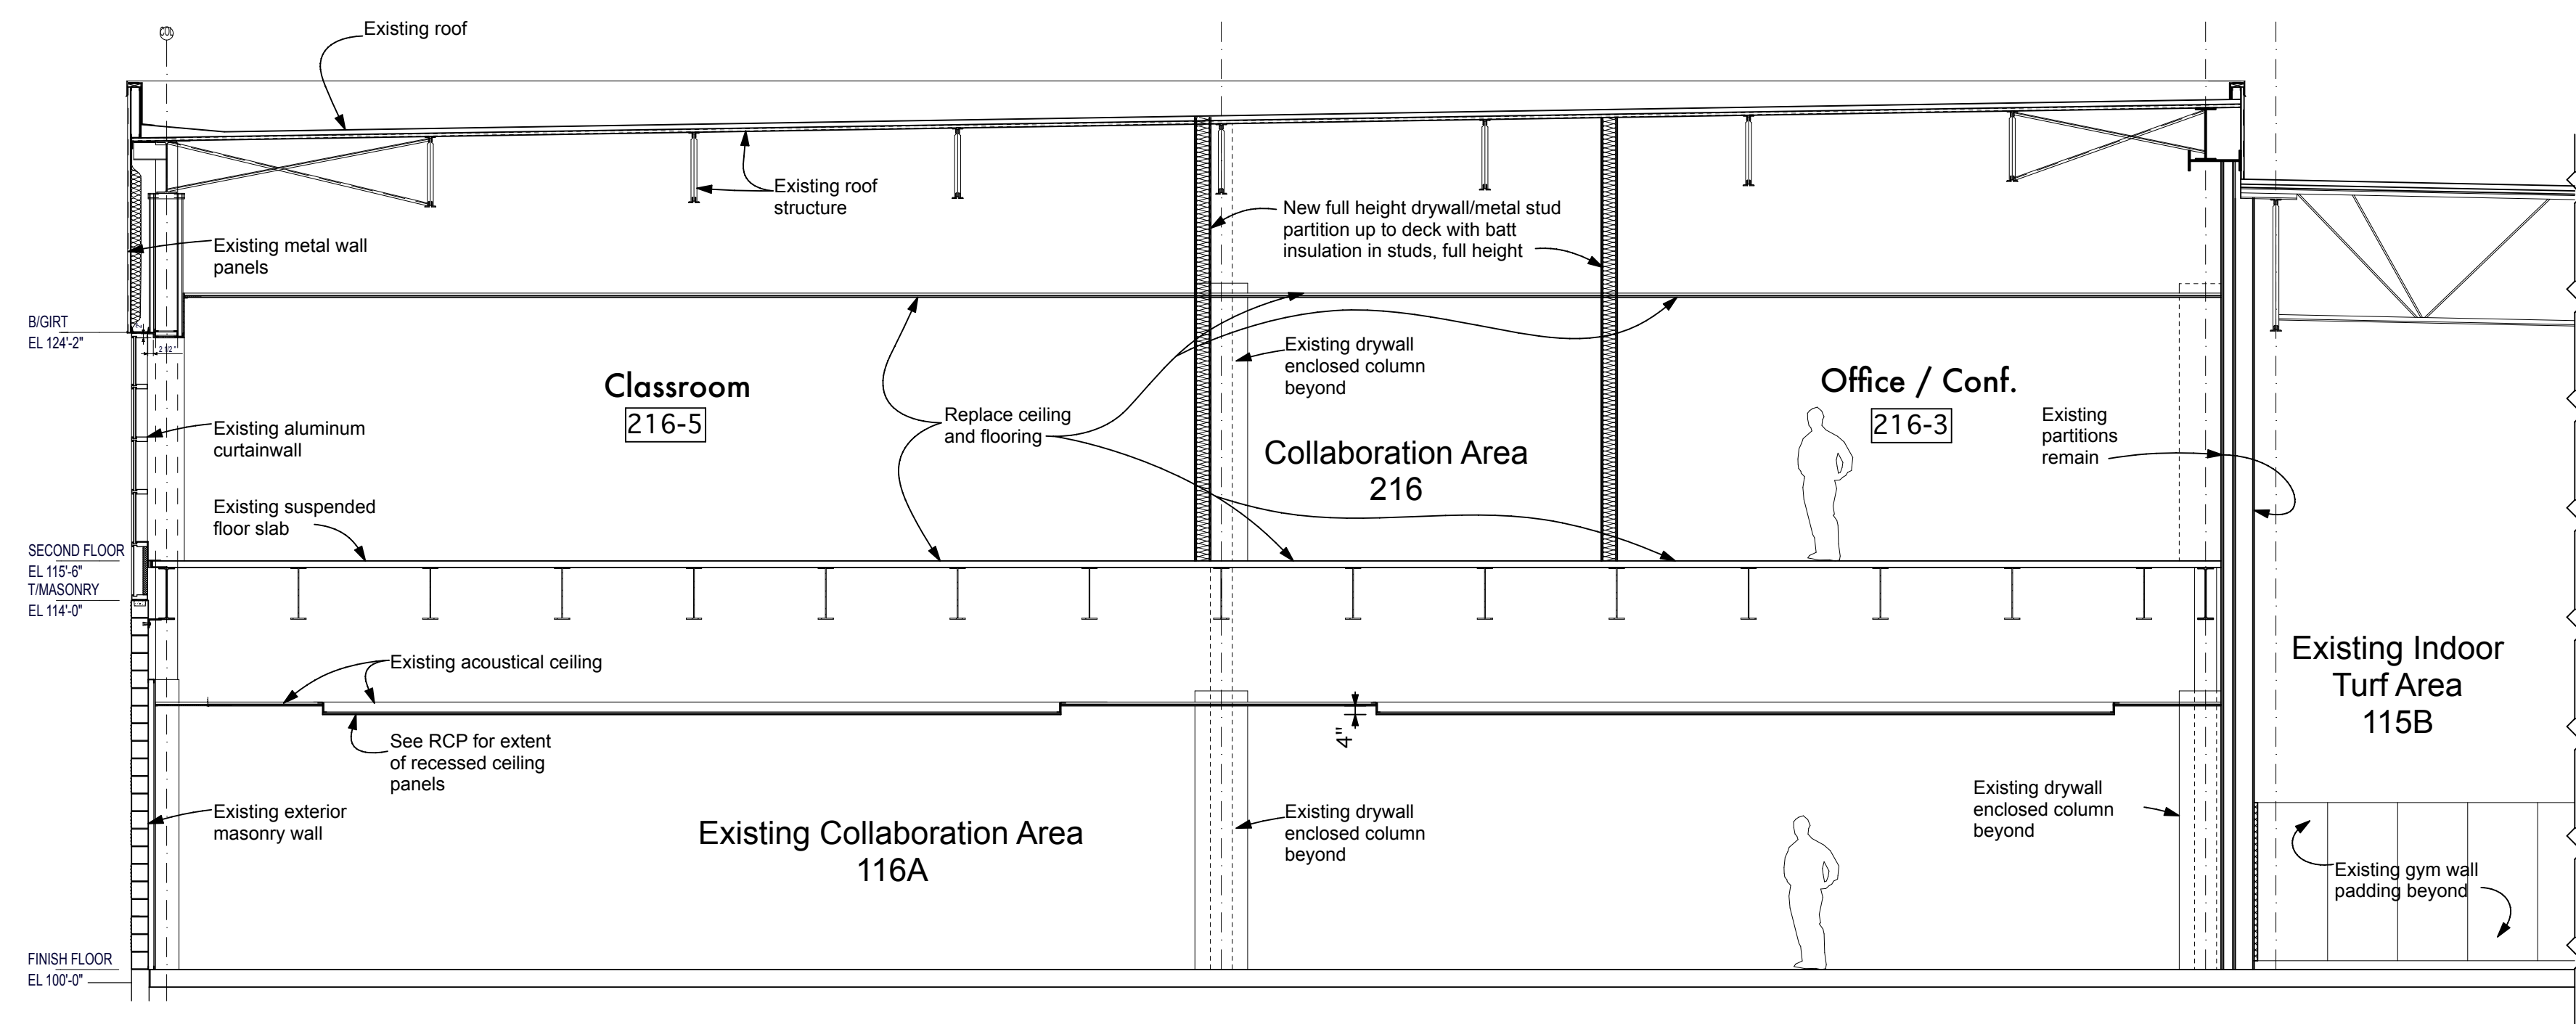 Existing roof
Existing roof
structure
New full height drywall/metal stud
partition up to deck with batt
insulation in studs, full height
Existing metal wall
panels
B/GIRT
EL 124'-2"
2 1/2"
Existing drywall
enclosed column
beyond
Classroom
216-5
Office / Conf.
216-3
Replace ceiling
and flooring
Existing
partitions
remain
Existing aluminum
curtainwall
Collaboration Area
216
Existing suspended
floor slab
SECOND FLOOR
EL 115'-6"
T/MASONRY
EL 114'-0"
Existing acoustical ceiling
Existing Indoor
Turf Area
115B
4"
See RCP for extent
of recessed ceiling
panels
Existing exterior
masonry wall
Existing Collaboration Area
116A
Existing drywall
enclosed column
beyond
Existing drywall
enclosed column
beyond
Existing gym wall
padding beyond
FINISH FLOOR
EL 100'-0"